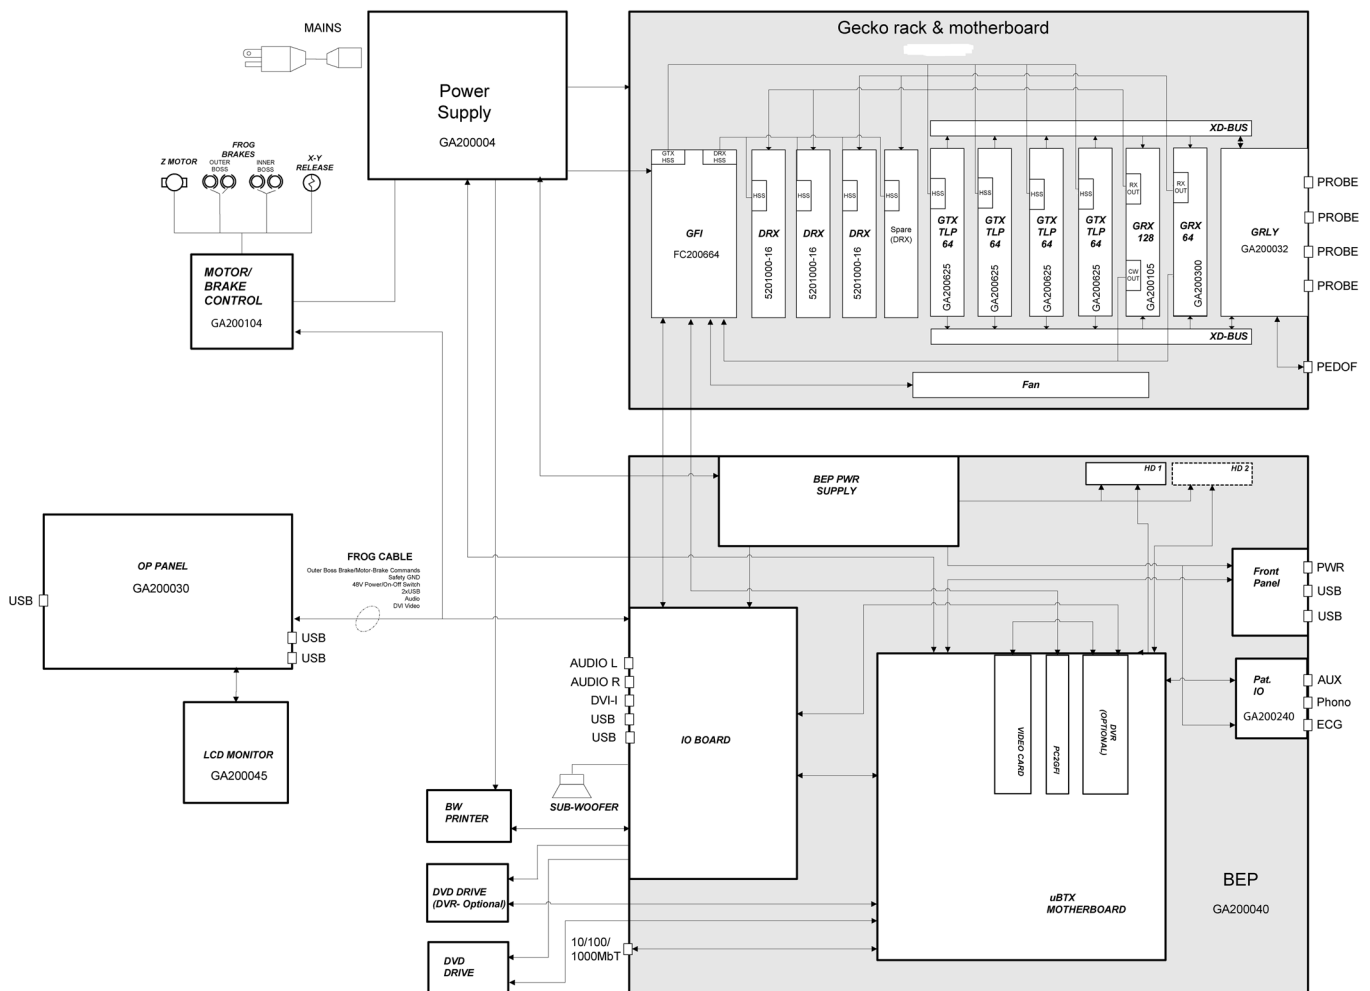 MAINS
Power
Supply
GA200004
Gecko rack & motherboard
Z MOTOR
FROG
BRAKES
OUTER
BOSS
INNER
BOSS
X-Y
RELEASE
MOTOR/
BRAKE
CONTROL
GA200104
GTX
HSS
DRX
HSS
GFI
FC200664
HSS
DRX
5201000-16
HSS
DRX
5201000-16
HSS
DRX
5201000-16
HSS
Spare
(DRX)
XD-BUS
HSS
GTX
TLP
64
GA200625
HSS
GTX
TLP
64
GA200625
HSS
GTX
TLP
64
GA200625
HSS
GTX
TLP
64
GA200625
RX
OUT
GRX
128
CW
OUT
GA200105
RX
OUT
GRX
64
GA200300
GRLY
GA200032
XD-BUS
Fan
PROBE
PROBE
PROBE
PROBE
PEDOF
BEP PWR
SUPPLY
HD 1
HD 2
OP PANEL
GA200030
USB
USB
USB
FROG CABLE
Outer Boss Brake/Motor-Brake Commands
Safety GND
48V Power/On-Off Switch
2xUSB
Audio
DVI Video
LCD MONITOR
GA200045
Front
Panel
PWR
USB
USB
Pat.
IO
GA200240
AUX
Phono
ECG
AUDIO L
AUDIO R
DVI-I
USB
USB
IO BOARD
VIDEO CARD
PC2GFI
DVR
(OPTIONAL)
SUB-WOOFER
BW
PRINTER
DVD DRIVE
(DVR- Optional)
uBTX
MOTHERBOARD
BEP
GA200040
10/100/
1000MbT
DVD
DRIVE